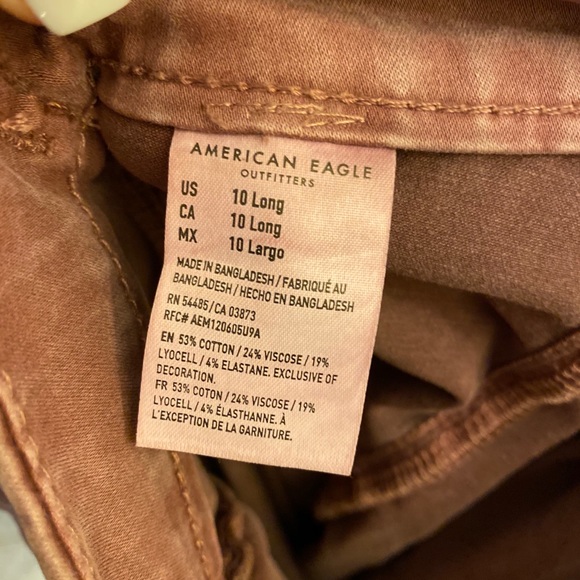 AMERICAN EAGLE
OUTFITTERS
US 10 Long
CA 10 Long
MX 10 Largo
MADE IN BANGLADESH / FABRIQUÉ AU
BANGLADESH / HECHO EN BANGLADESH
RN 54485 / CA 03873
RFC# AEM120605U9A
EN 53% COTTON / 24% VISCOSE / 19%
LYOCELL / 4% ELASTANE. EXCLUSIVE OF
DECORATION.
FR 53% COTON / 24% VISCOSE / 19%
LYOCELL / 4% ÉLASTHANNE. À
L'EXCEPTION DE LA GARNITURE.